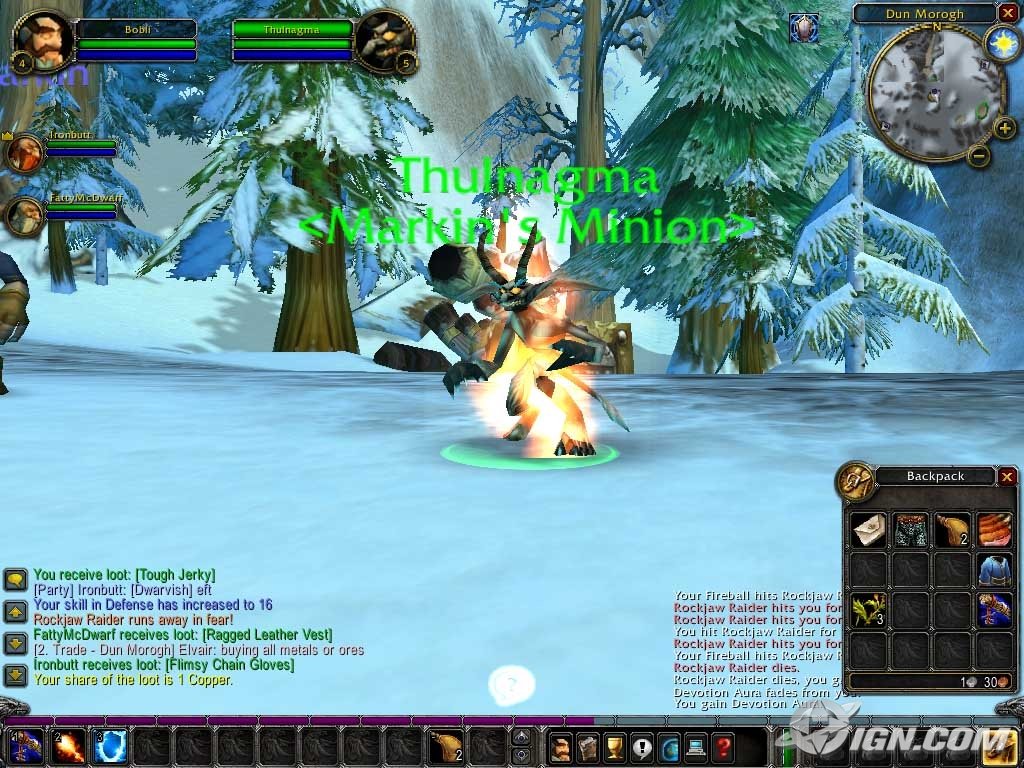 Bobli
Thulnagma
4
5
Dun Morogh
N
Ironbutt
FattyMcDwarf
Thulnagma
<Markin's Minion>
Backpack
2
3
You receive loot: [Tough Jerky]
[Party] Ironbutt: [Dwarvish] eft
Your skill in Defense has increased to 16
Rockjaw Raider runs away in fear!
FattyMcDwarf receives loot: [Ragged Leather Vest]
[2. Trade - Dun Morogh] Elvair: buying all metals or ores
Ironbutt receives loot: [Flimsy Chain Gloves]
Your share of the loot is 1 Copper.
Your Fireball hits Rockjaw R
Rockjaw Raider hits you for
Rockjaw Raider hits you for
You hit Rockjaw Raider for
Rockjaw Raider hits you for
Your Fireball hits Rockjaw R
Rockjaw Raider dies.
Rockjaw Raider dies, you g
Devotion Aura fades from you.
You gain Devotion Aura.
1 30
1 2 3 2
IGN.COM